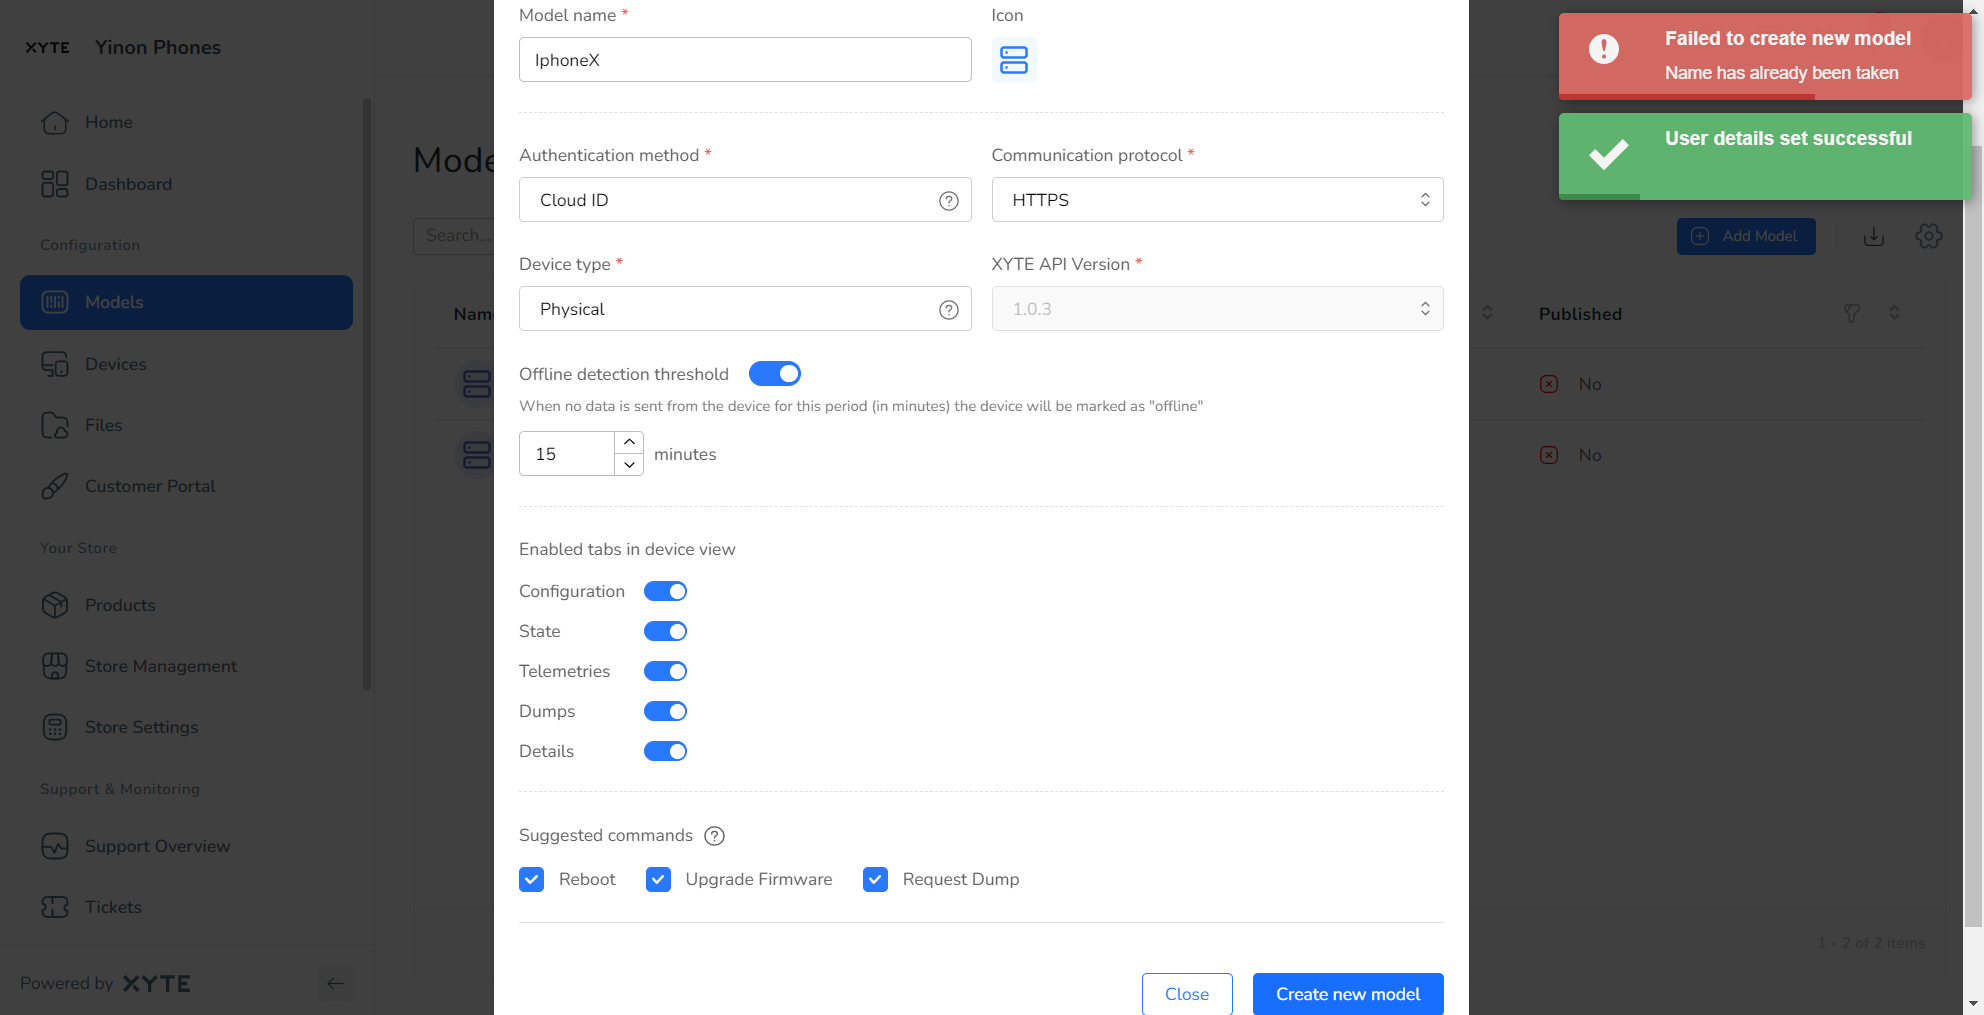 XYTE Yinon Phones
Home
Dashboard
Configuration
Models
Devices
Files
Customer Portal
Your Store
Products
Store Management
Store Settings
Support & Monitoring
Support Overview
Tickets
Powered by XYTE
Mode
Search...
Add Model
Nam
Published
No
No
1 - 2 of 2 items
Model name *
Icon
IphoneX
Authentication method *
Communication protocol *
Cloud ID
HTTPS
Device type *
XYTE API Version *
Physical
1.0.3
Offline detection threshold
When no data is sent from the device for this period (in minutes) the device will be marked as "offline"
15 minutes
Enabled tabs in device view
Configuration
State
Telemetries
Dumps
Details
Suggested commands
Reboot
Upgrade Firmware
Request Dump
Close
Create new model
Failed to create new model
Name has already been taken
User details set successful